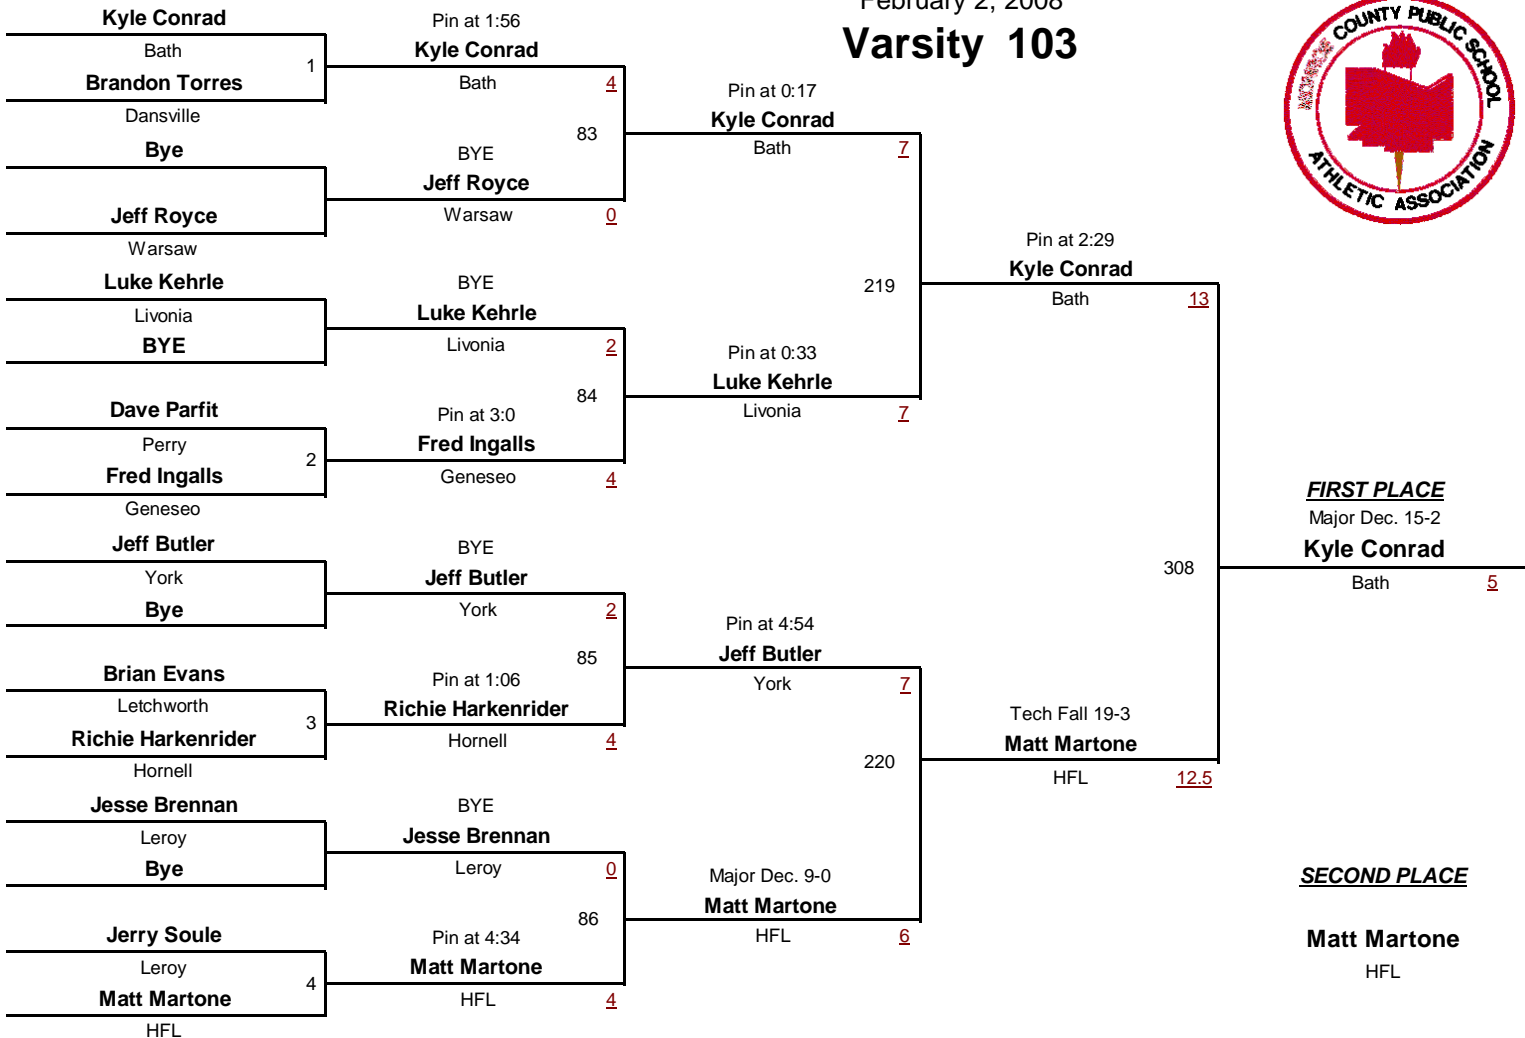 February 2, 2008
Varsity 103
COUNTY PUBLIC SCHOOL
ATHLETIC ASSOCIATION
Kyle Conrad
Bath
1
Brandon Torres
Dansville
Bye
Jeff Royce
Warsaw
Luke Kehrle
Livonia
BYE
Dave Parfit
Perry
2
Fred Ingalls
Geneseo
Jeff Butler
York
Bye
Brian Evans
Letchworth
3
Richie Harkenrider
Hornell
Jesse Brennan
Leroy
Bye
Jerry Soule
Leroy
4
Matt Martone
HFL
Pin at 1:56
Kyle Conrad
Bath 4
83
BYE
Jeff Royce
Warsaw 0
BYE
Luke Kehrle
Livonia 2
84
Pin at 3:0
Fred Ingalls
Geneseo 4
BYE
Jeff Butler
York 2
85
Pin at 1:06
Richie Harkenrider
Hornell 4
BYE
Jesse Brennan
Leroy 0
86
Pin at 4:34
Matt Martone
HFL 4
Pin at 0:17
Kyle Conrad
Bath 7
219
Pin at 0:33
Luke Kehrle
Livonia 7
Pin at 4:54
Jeff Butler
York 7
220
Major Dec. 9-0
Matt Martone
HFL 6
Pin at 2:29
Kyle Conrad
Bath 13
308
Tech Fall 19-3
Matt Martone
HFL 12.5
FIRST PLACE
Major Dec. 15-2
Kyle Conrad
Bath 5
SECOND PLACE
Matt Martone
HFL